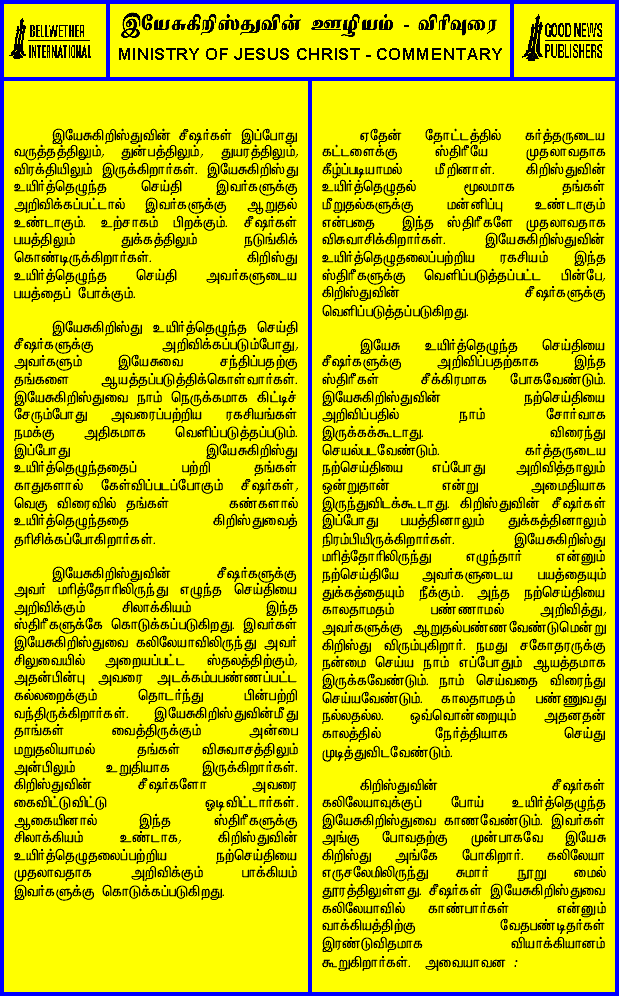 BELLWETHER
INTERNATIONAL
இயேசுகிறிஸ்துவின் ஊழியம் - விரிவுரை
MINISTRY OF JESUS CHRIST - COMMENTARY
GOOD NEWS
PUBLISHERS
இயேசுகிறிஸ்துவின் சீஷர்கள் இப்போது
வருத்தத்திலும், துன்பத்திலும், துயரத்திலும்,
விரக்தியிலும் இருக்கிறார்கள். இயேசுகிறிஸ்து
உயிர்த்தெழுந்த செய்தி இவர்களுக்கு
அறிவிக்கப்பட்டால் இவர்களுக்கு ஆறுதல்
உண்டாகும். உற்சாகம் பிறக்கும். சீஷர்கள்
பயத்திலும் துக்கத்திலும் நடுங்கிக்
கொண்டிருக்கிறார்கள். கிறிஸ்து
உயிர்த்தெழுந்த செய்தி அவர்களுடைய
பயத்தைப் போக்கும்.
இயேசுகிறிஸ்து உயிர்த்தெழுந்த செய்தி
சீஷர்களுக்கு அறிவிக்கப்படும்போது,
அவர்களும் இயேசுவை சந்திப்பதற்கு
தங்களை ஆயத்தப்படுத்திக்கொள்வார்கள்.
இயேசுகிறிஸ்துவை நாம் நெருக்கமாக கிட்டிச்
சேரும்போது அவரைப்பற்றிய ரகசியங்கள்
நமக்கு அதிகமாக வெளிப்படுத்தப்படும்.
இப்போது இயேசுகிறிஸ்து
உயிர்த்தெழுந்ததைப் பற்றி தங்கள்
காதுகளால் கேள்விப்படப்போகும் சீஷர்கள்,
வெகு விரைவில் தங்கள் கண்களால்
உயிர்த்தெழுந்ததை கிறிஸ்துவைத்
தரிசிக்கப்போகிறார்கள்.
இயேசுகிறிஸ்துவின் சீஷர்களுக்கு
அவர் மரித்தோரிலிருந்து எழுந்த செய்தியை
அறிவிக்கும் சிலாக்கியம் இந்த
ஸ்திரீகளுக்கே கொடுக்கப்படுகிறது. இவர்கள்
இயேசுகிறிஸ்துவை கலிலேயாவிலிருந்து அவர்
சிலுவையில் அறையப்பட்ட ஸ்தலத்திற்கும்,
அதன்பின்பு அவரை அடக்கம்பண்ணப்பட்ட
கல்லறைக்கும் தொடர்ந்து பின்பற்றி
வந்திருக்கிறார்கள். இயேசுகிறிஸ்துவின்மீது
தாங்கள் வைத்திருக்கும் அன்பை
மறுதலியாமல் தங்கள் விசுவாசத்திலும்
அன்பிலும் உறுதியாக இருக்கிறார்கள்.
கிறிஸ்துவின் சீஷர்களோ அவரை
கைவிட்டுவிட்டு ஓடிவிட்டார்கள்.
ஆகையினால் இந்த ஸ்திரீகளுக்கு
சிலாக்கியம் உண்டாக, கிறிஸ்துவின்
உயிர்த்தெழுதலைப்பற்றிய நற்செய்தியை
முதலாவதாக அறிவிக்கும் பாக்கியம்
இவர்களுக்கு கொடுக்கப்படுகிறது.
ஏதேன் தோட்டத்தில் கர்த்தருடைய
கட்டளைக்கு ஸ்திரீயே முதலாவதாக
கீழ்ப்படியாமல் மீறினாள். கிறிஸ்துவின்
உயிர்த்தெழுதல் மூலமாக தங்கள்
மீறுதல்களுக்கு மன்னிப்பு உண்டாகும்
என்பதை இந்த ஸ்திரீகளே முதலாவதாக
விசுவாசிக்கிறார்கள். இயேசுகிறிஸ்துவின்
உயிர்த்தெழுதலைப்பற்றிய ரகசியம் இந்த
ஸ்திரீகளுக்கு வெளிப்படுத்தப்பட்ட பின்பே,
கிறிஸ்துவின் சீஷர்களுக்கு
வெளிப்படுத்தப்படுகிறது.
இயேசு உயிர்த்தெழுந்த செய்தியை
சீஷர்களுக்கு அறிவிப்பதற்காக இந்த
ஸ்திரீகள் சீக்கிரமாக போகவேண்டும்.
இயேசுகிறிஸ்துவின் நற்செய்தியை
அறிவிப்பதில் நாம் சோர்வாக
இருக்கக்கூடாது. விரைந்து
செயல்படவேண்டும். கர்த்தருடைய
நற்செய்தியை எப்போது அறிவித்தாலும்
ஒன்றுதான் என்று அமைதியாக
இருந்துவிடக்கூடாது. கிறிஸ்துவின் சீஷர்கள்
இப்போது பயத்தினாலும் துக்கத்தினாலும்
நிரம்பியிருக்கிறார்கள். இயேசுகிறிஸ்து
மரித்தோரிலிருந்து எழுந்தார் என்னும்
நற்செய்தியே அவர்களுடைய பயத்தையும்
துக்கத்தையும் நீக்கும். அந்த நற்செய்தியை
காலதாமதம் பண்ணாமல் அறிவித்து,
அவர்களுக்கு ஆறுதல்பண்ணவேண்டுமென்று
கிறிஸ்து விரும்புகிறார். நமது சகோதரருக்கு
நன்மை செய்ய நாம் எப்போதும் ஆயத்தமாக
இருக்கவேண்டும். நாம் செய்வதை விரைந்து
செய்யவேண்டும். காலதாமதம் பண்ணுவது
நல்லதல்ல. ஒவ்வொன்றையும் அதனதன்
காலத்தில் நேர்த்தியாக செய்து
முடித்துவிடவேண்டும்.
கிறிஸ்துவின் சீஷர்கள்
கலிலேயாவுக்குப் போய் உயிர்த்தெழுந்த
இயேசுகிறிஸ்துவை காணவேண்டும். இவர்கள்
அங்கு போவதற்கு முன்பாகவே இயேசு
கிறிஸ்து அங்கே போகிறார். கலிலேயா
எருசலேமிலிருந்து சுமார் நூறு மைல்
தூரத்திலுள்ளது. சீஷர்கள் இயேசுகிறிஸ்துவை
கலிலேயாவில் காண்பார்கள் என்னும்
வாக்கியத்திற்கு வேதபண்டிதர்கள்
இரண்டுவிதமாக வியாக்கியானம்
கூறுகிறார்கள். அவையாவன :